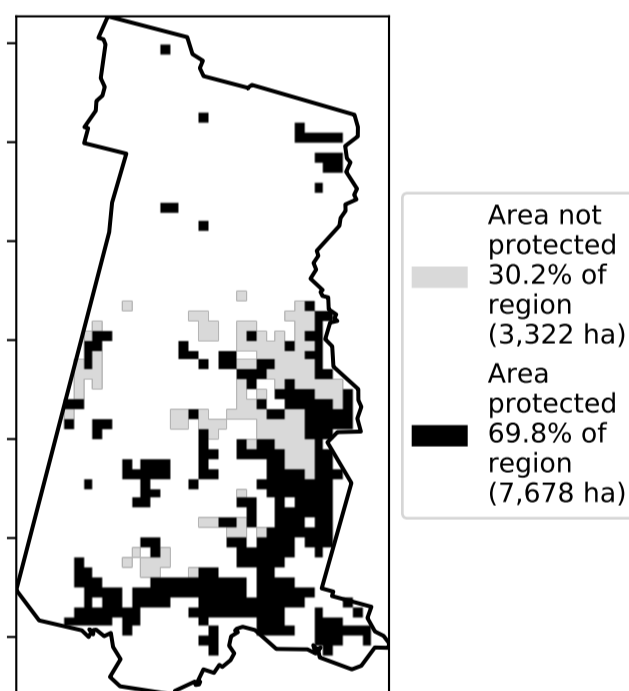 Area not
protected
30.2% of
region
(3,322 ha)
Area
protected
69.8% of
region
(7,678 ha)